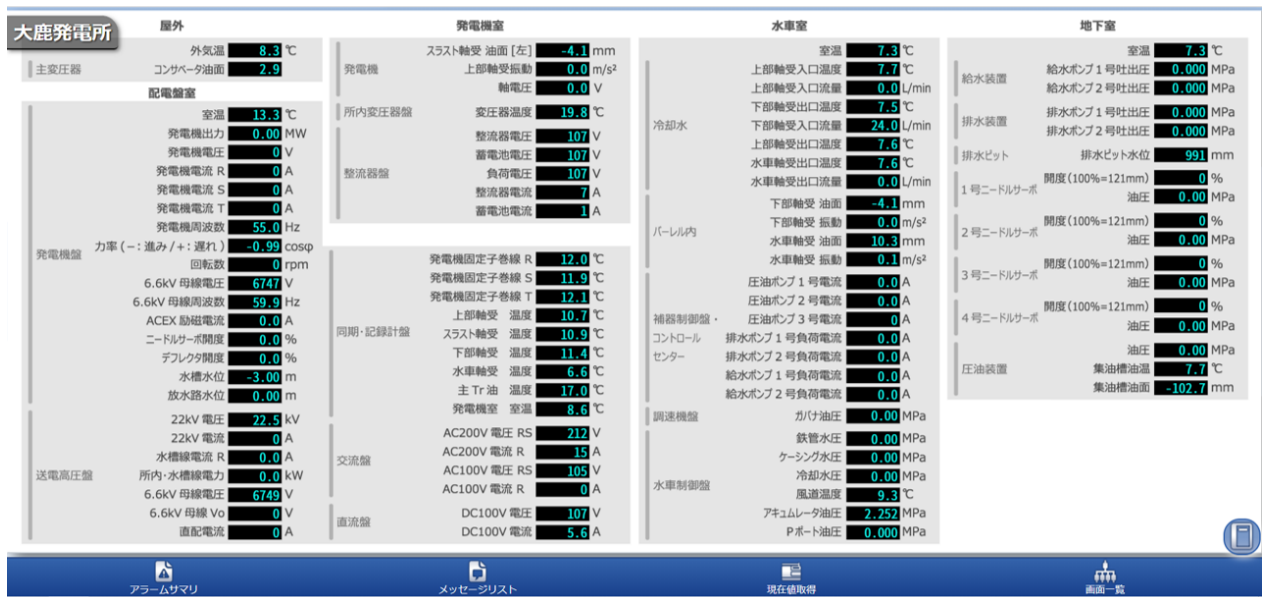 大鹿発電所
屋外
外気温 8.3 ℃
主変圧器
コンサベータ油面 2.9
配電盤室
発電機盤
室温 13.3 ℃
発電機出力 0.00 MW
発電機電圧 0 V
発電機電流 R 0 A
発電機電流 S 0 A
発電機電流 T 0 A
発電機周波数 55.0 Hz
力率 (－: 進み /＋: 遅れ ) -0.99 cosφ
回転数 0 rpm
6.6kV 母線電圧 6747 V
6.6kV 母線周波数 59.9 Hz
ACEX 励磁電流 0.0 A
ニードルサーボ開度 0.0 %
デフレクタ開度 0.0 %
水槽水位 -3.00 m
放水路水位 0.00 m
送電高圧盤
22kV 電圧 22.5 kV
22kV 電流 0 A
水槽線電流 R 0.0 A
所内･水槽線電力 0.0 kW
6.6kV 母線電圧 6749 V
6.6kV 母線 Vo 0 V
直配電流 0 A
発電機室
発電機
スラスト軸受 油面 [左] -4.1 mm
上部軸受振動 0.0 m/s²
軸電圧 0.0 V
所内変圧器盤
変圧器温度 19.8 ℃
整流器盤
整流器電圧 107 V
蓄電池電圧 107 V
負荷電圧 107 V
整流器電流 7 A
蓄電池電流 1 A
同期･記録計盤
発電機固定子巻線 R 12.0 ℃
発電機固定子巻線 S 11.9 ℃
発電機固定子巻線 T 12.1 ℃
上部軸受 温度 10.7 ℃
スラスト軸受 温度 10.9 ℃
下部軸受 温度 11.4 ℃
水車軸受 温度 6.6 ℃
主 Tr 油 温度 17.0 ℃
発電機室 室温 8.6 ℃
交流盤
AC200V 電圧 RS 212 V
AC200V 電流 R 15 A
AC100V 電圧 RS 105 V
AC100V 電流 R 0 A
直流盤
DC100V 電圧 107 V
DC100V 電流 5.6 A
水車室
室温 7.3 ℃
冷却水
上部軸受入口温度 7.7 ℃
上部軸受入口流量 0.0 L/min
下部軸受出口温度 7.5 ℃
下部軸受入口流量 24.0 L/min
上部軸受出口温度 7.6 ℃
水車軸受出口温度 7.6 ℃
水車軸受出口流量 0.0 L/min
バーレル内
下部軸受 油面 -4.1 mm
下部軸受 振動 0.0 m/s²
水車軸受 油面 10.3 mm
水車軸受 振動 0.1 m/s²
補器制御盤・
コントロール
センター
圧油ポンプ 1 号電流 0.0 A
圧油ポンプ 2 号電流 0.0 A
圧油ポンプ 3 号電流 0 A
排水ポンプ 1 号負荷電流 0.0 A
排水ポンプ 2 号負荷電流 0.0 A
給水ポンプ 1 号負荷電流 0.0 A
給水ポンプ 2 号負荷電流 0.0 A
調速機盤
ガバナ油圧 0.00 MPa
水車制御盤
鉄管水圧 0.00 MPa
ケーシング水圧 0.00 MPa
冷却水圧 0.00 MPa
風道温度 9.3 ℃
アキュムレータ油圧 2.252 MPa
Pポート油圧 0.000 MPa
地下室
室温 7.3 ℃
給水装置
給水ポンプ 1 号吐出圧 0.000 MPa
給水ポンプ 2 号吐出圧 0.000 MPa
排水装置
排水ポンプ 1 号吐出圧 0.000 MPa
排水ポンプ 2 号吐出圧 0.000 MPa
排水ピット
排水ピット水位 991 mm
1 号ニードルサーボ
開度(100%=121mm) 0 %
油圧 0.00 MPa
2 号ニードルサーボ
開度(100%=121mm) 0 %
油圧 0.00 MPa
3 号ニードルサーボ
開度(100%=121mm) 0 %
油圧 0.00 MPa
4 号ニードルサーボ
開度(100%=121mm) 0 %
油圧 0.00 MPa
圧油装置
油圧 0.00 MPa
集油槽油温 7.7 ℃
集油槽油面 -102.7 mm
アラームサマリ
メッセージリスト
現在値取得
画面一覧